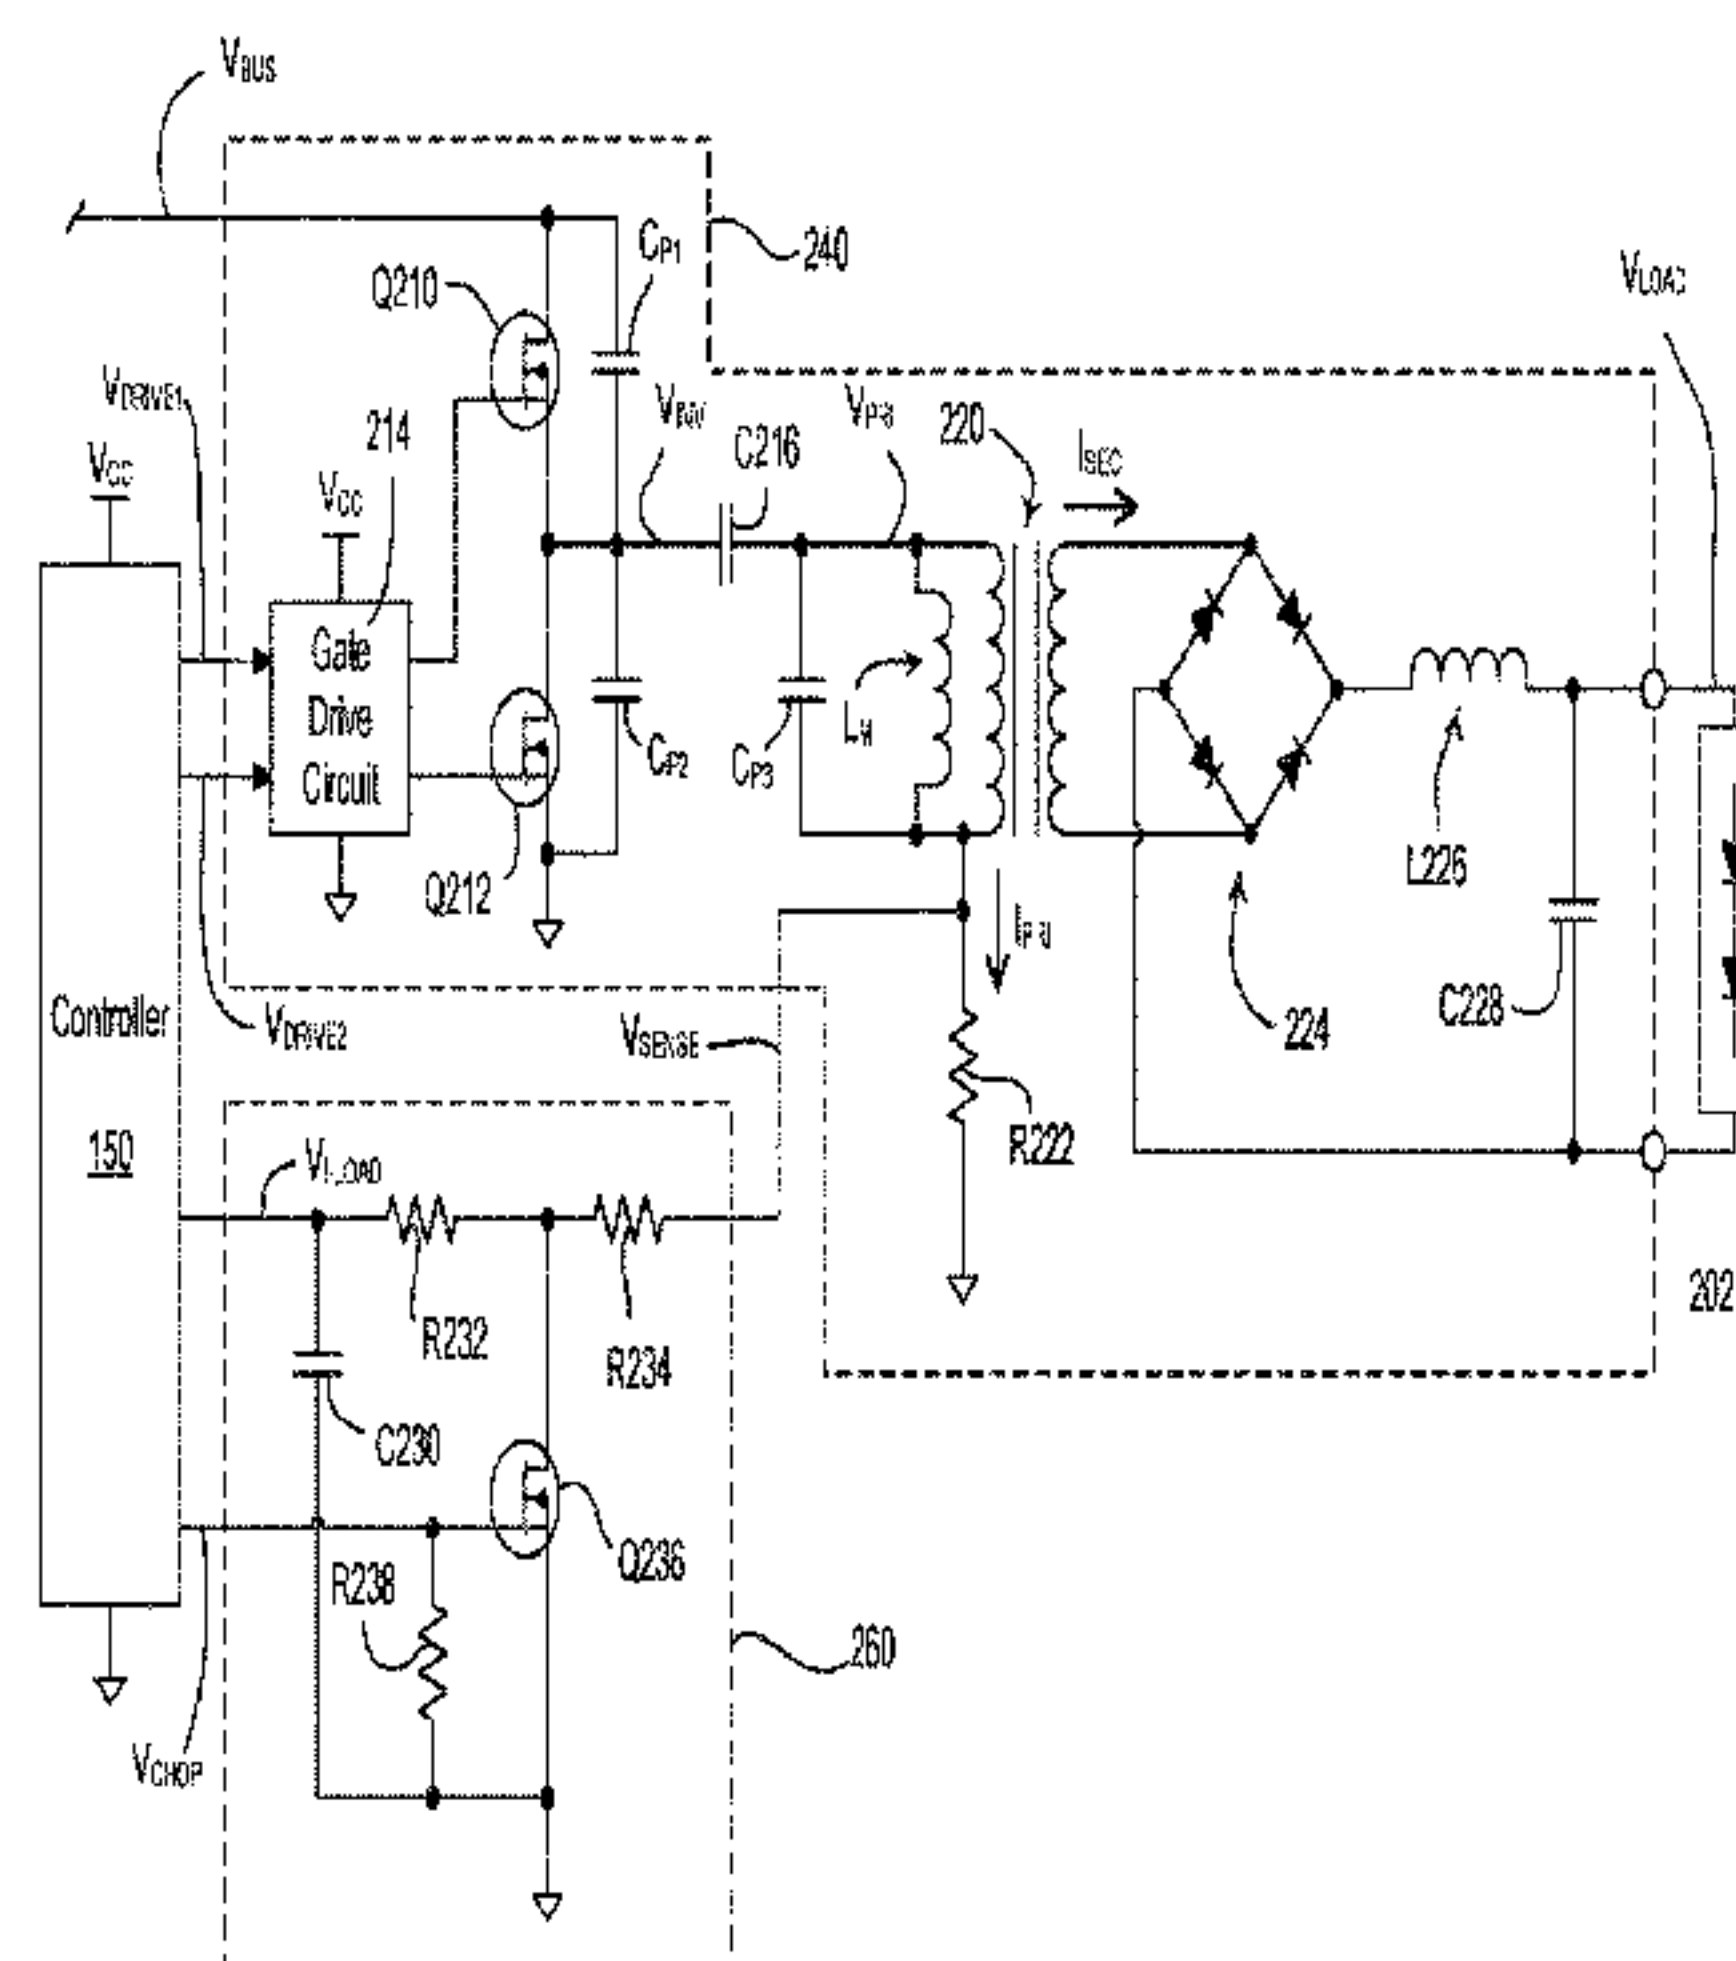 VBUS
240
CP1
Q210
VLOAD
VDRIVE1
214
VINV
VPRI
220
C216
ISEC
VCC
VCC
Gate
Drive
Circuit
CP2
CP3
LM
L226
Q212
IPRI
C228
224
Controller
VDRIVE2
VSENSE
R222
150
VILOAD
202
R232
R234
C230
Q236
R238
260
VCHOP